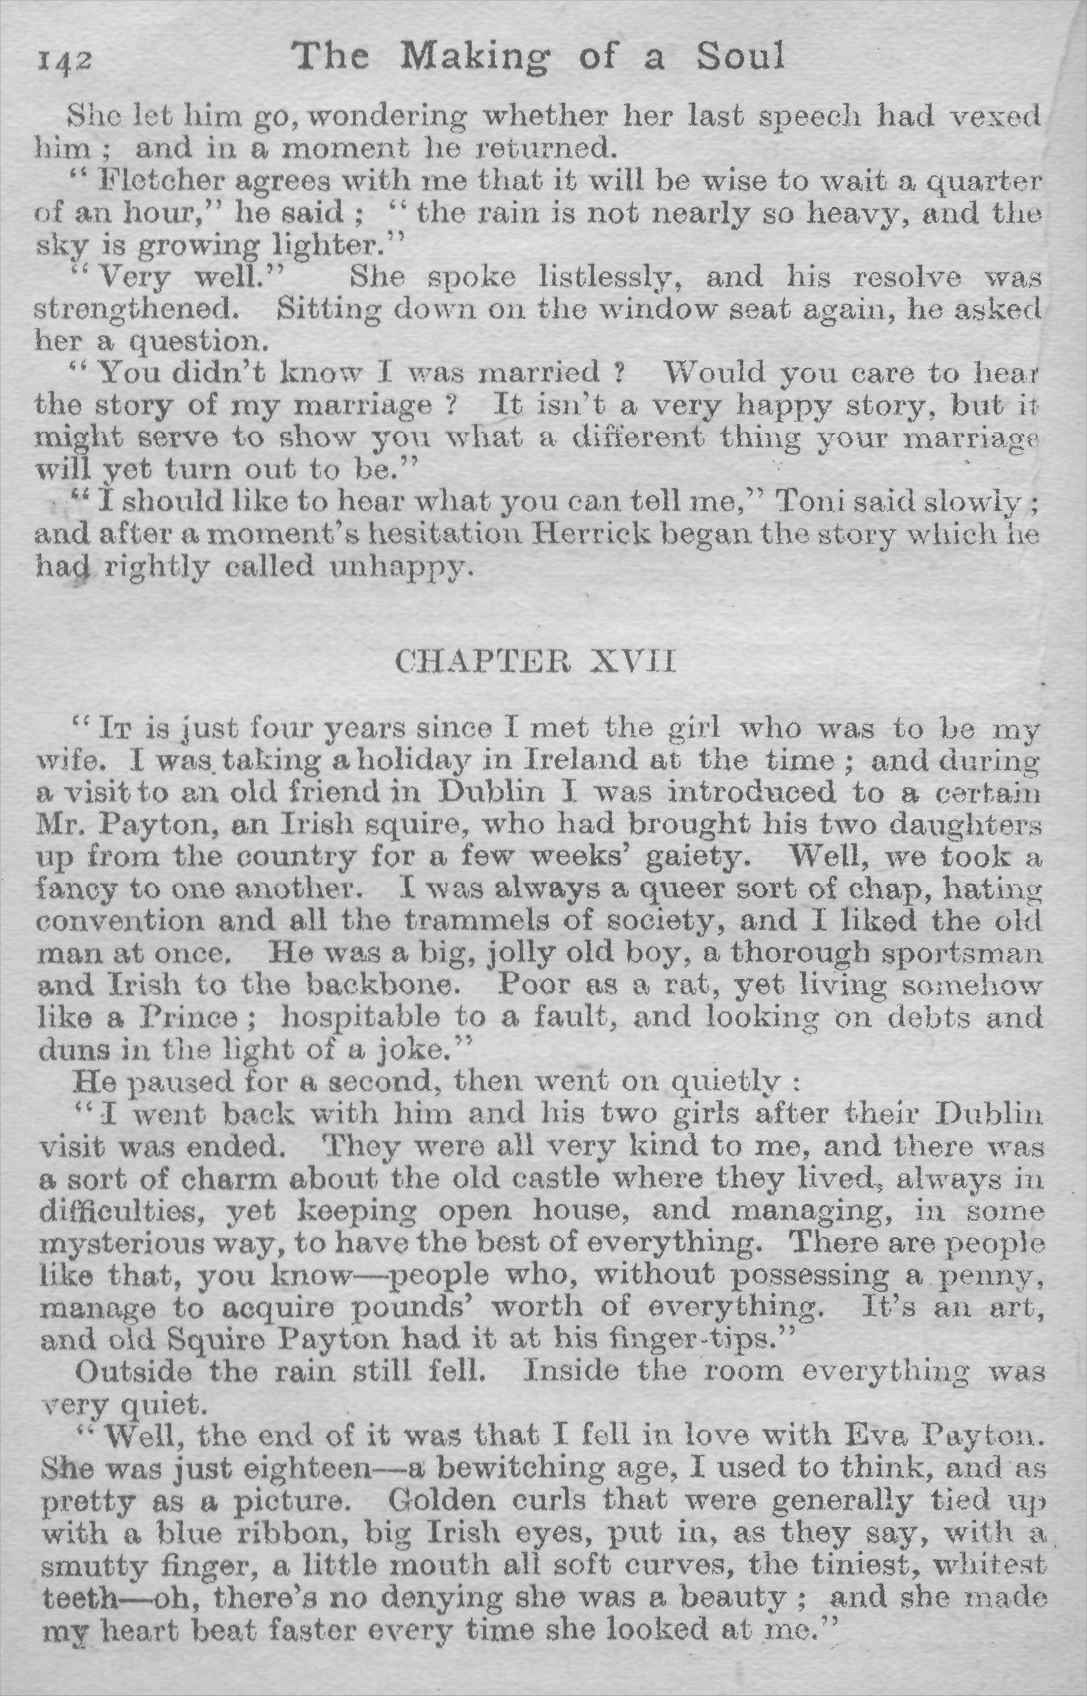 142 The Making of a Soul
She let him go, wondering whether her last speech had vexed
him ; and in a moment he returned.
“ Fletcher agrees with me that it will be wise to wait a quarter
of an hour,” he said ; “ the rain is not nearly so heavy, and the
sky is growing lighter.”
“ Very well.” She spoke listlessly, and his resolve was
strengthened. Sitting down on the window seat again, he asked
her a question.
“ You didn’t know I was married ? Would you care to hear
the story of my marriage ? It isn’t a very happy story, but it
might serve to show you what a different thing your marriage
will yet turn out to be.”
“ I should like to hear what you can tell me,” Toni said slowly ;
and after a moment’s hesitation Herrick began the story which he
had rightly called unhappy.
CHAPTER XVII
“ IT is just four years since I met the girl who was to be my
wife. I was taking a holiday in Ireland at the time ; and during
a visit to an old friend in Dublin I was introduced to a certain
Mr. Payton, an Irish squire, who had brought his two daughters
up from the country for a few weeks’ gaiety. Well, we took a
fancy to one another. I was always a queer sort of chap, hating
convention and all the trammels of society, and I liked the old
man at once. He was a big, jolly old boy, a thorough sportsman
and Irish to the backbone. Poor as a rat, yet living somehow
like a Prince ; hospitable to a fault, and looking on debts and
duns in the light of a joke.”
He paused for a second, then went on quietly :
“ I went back with him and his two girls after their Dublin
visit was ended. They were all very kind to me, and there was
a sort of charm about the old castle where they lived, always in
difficulties, yet keeping open house, and managing, in some
mysterious way, to have the best of everything. There are people
like that, you know—people who, without possessing a penny,
manage to acquire pounds’ worth of everything. It’s an art,
and old Squire Payton had it at his finger-tips.”
Outside the rain still fell. Inside the room everything was
very quiet.
“ Well, the end of it was that I fell in love with Eva Payton.
She was just eighteen—a bewitching age, I used to think, and as
pretty as a picture. Golden curls that were generally tied up
with a blue ribbon, big Irish eyes, put in, as they say, with a
smutty finger, a little mouth all soft curves, the tiniest, whitest
teeth—oh, there’s no denying she was a beauty ; and she made
my heart beat faster every time she looked at me.”